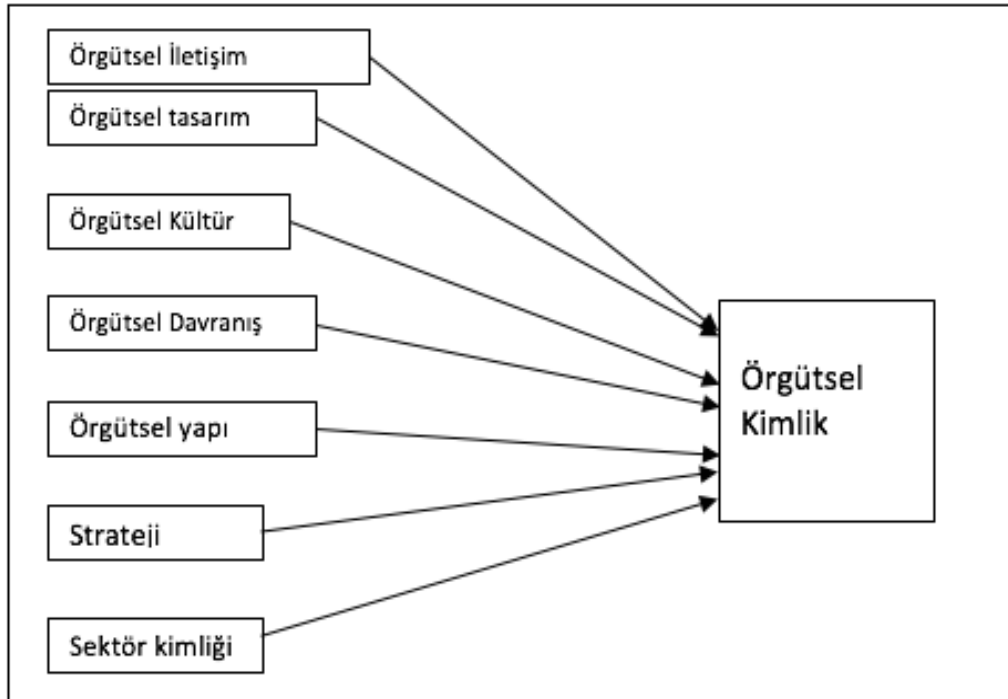 Örgütsel İletişim
Örgütsel tasarım
Örgütsel Kültür
Örgütsel Davranış
Örgütsel yapı
Strateji
Sektör kimliği
Örgütsel
Kimlik